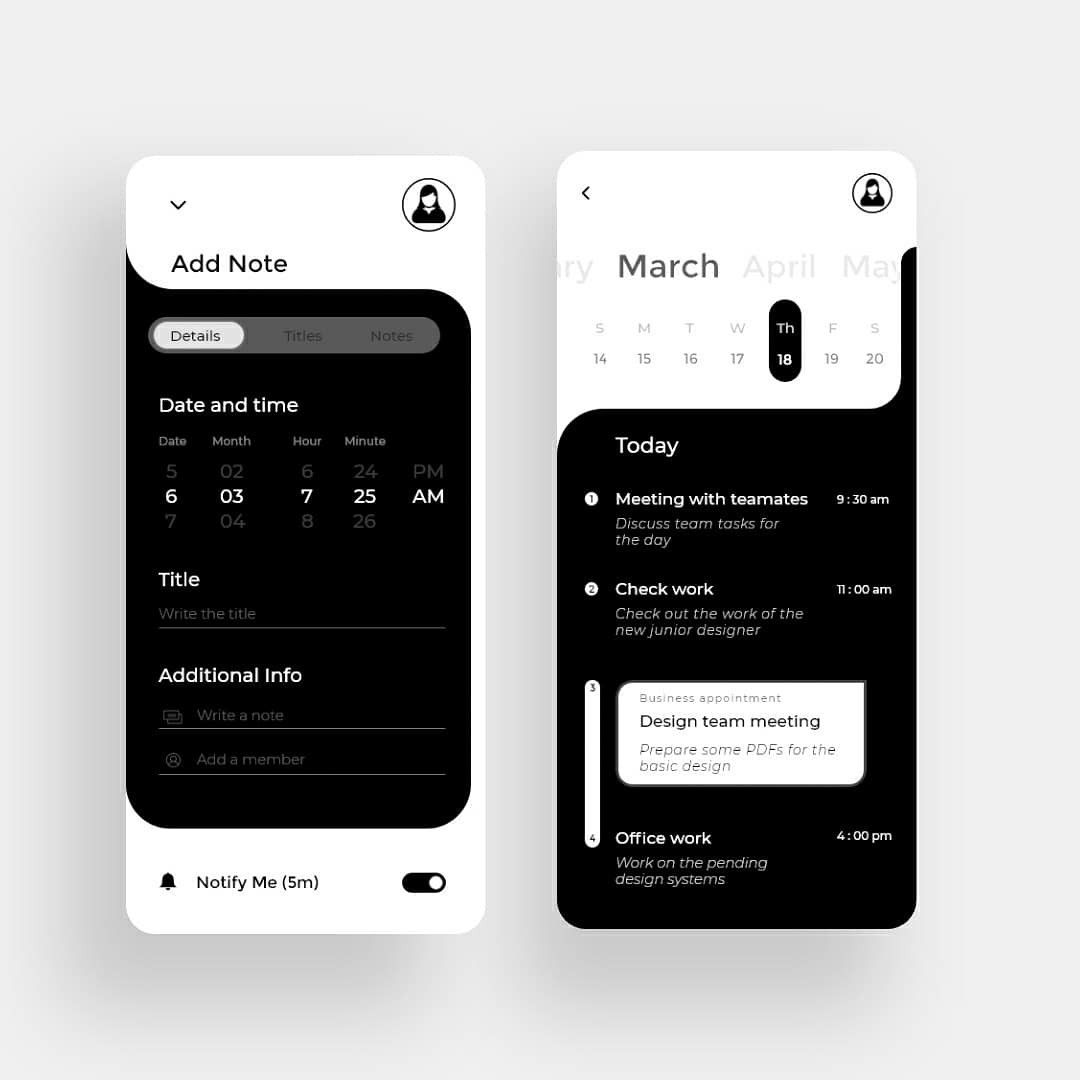 Add Note
Details Titles Notes
Date and time
Date Month Hour Minute
5 02 6 24 PM
6 03 7 25 AM
7 04 8 26
Title
Write the title
Additional Info
Write a note
Add a member
Notify Me (5m)
ry March April May
S M T W Th F S
14 15 16 17 18 19 20
Today
1 Meeting with teamates 9:30 am
Discuss team tasks for
the day
2 Check work 11:00 am
Check out the work of the
new junior designer
3
Business appointment
Design team meeting
Prepare some PDFs for the
basic design
4 Office work 4:00 pm
Work on the pending
design systems